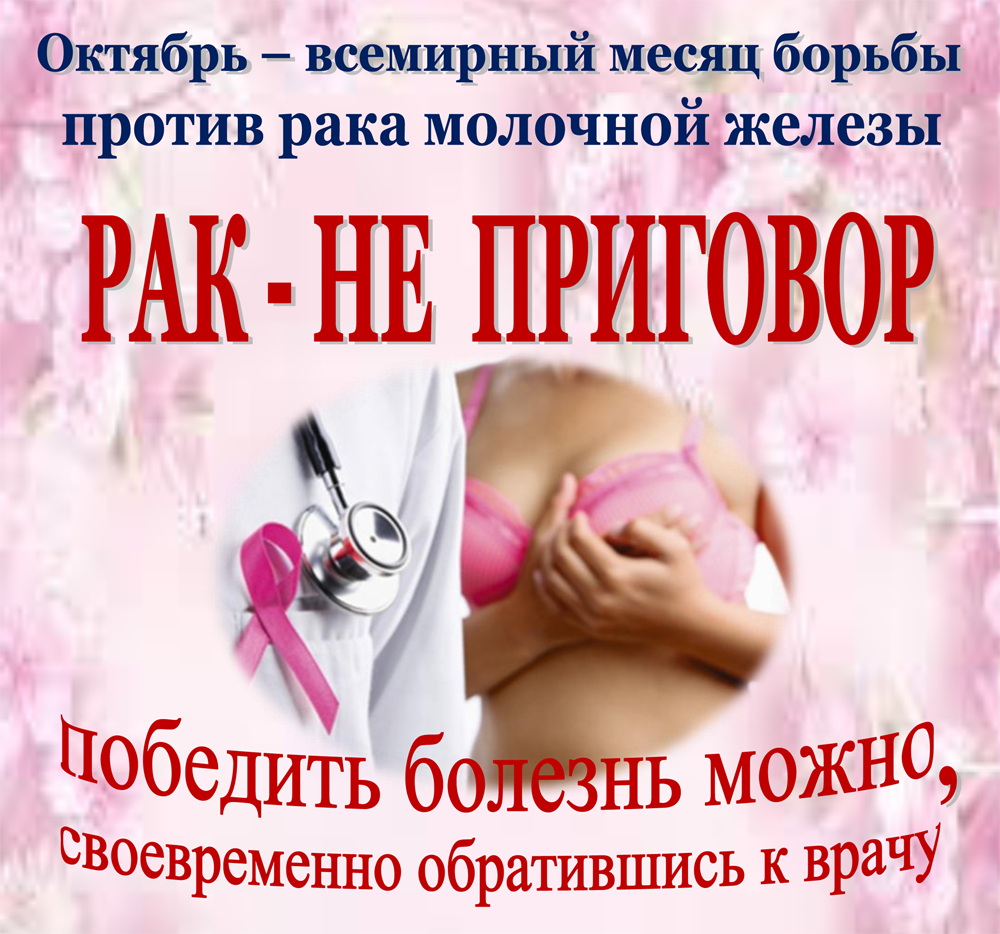 Октябрь – всемирный месяц борьбы
против рака молочной железы
РАК - НЕ ПРИГОВОР
победить болезнь можно,
своевременно обратившись к врачу